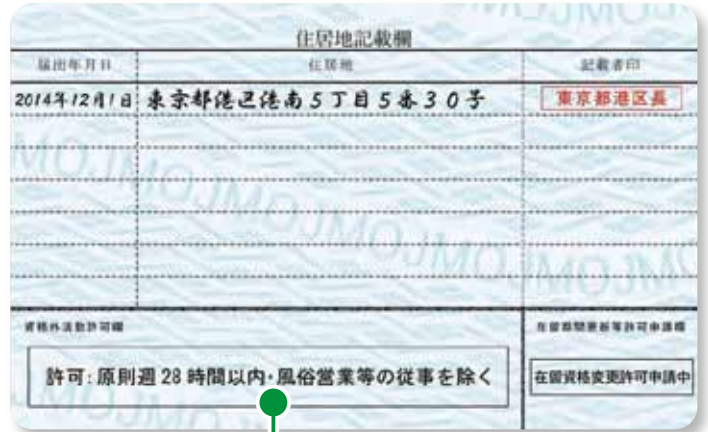 住居地記載欄
届出年月日 住居地 記載者印
2014年12月1日 東京都港区港南5丁目5番30号 東京都港区長
資格外活動許可欄 在留期間更新等許可申請欄
許可:原則週28時間以内・風俗営業等の従事を除く 在留資格変更許可申請中
MOJMOJMOJMOJMOJM